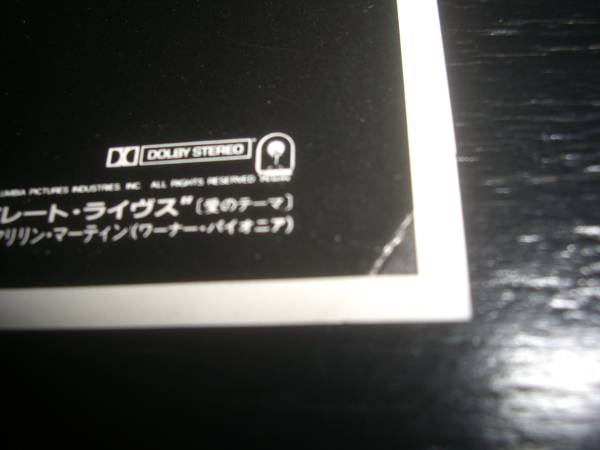 DOLBY STEREO
UMBIA PICTURES INDUSTRIES INC. ALL RIGHTS RESERVED
レート・ライヴス"〔愛のテーマ〕
リリン・マーティン(ワーナー・パイオニア)